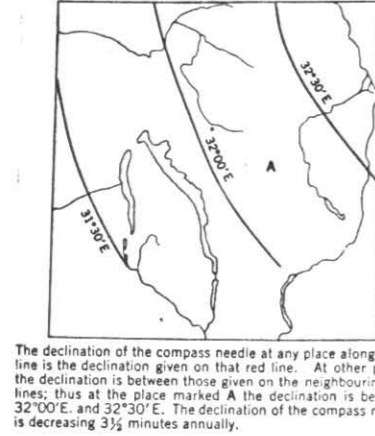 32°30'E
32°00'E
A
31°30'E
The declination of the compass needle at any place along
line is the declination given on that red line. At other p
the declination is between those given on the neighbourin
lines; thus at the place marked A the declination is be
32°00'E. and 32°30'E. The declination of the compass n
is decreasing 3½ minutes annually.